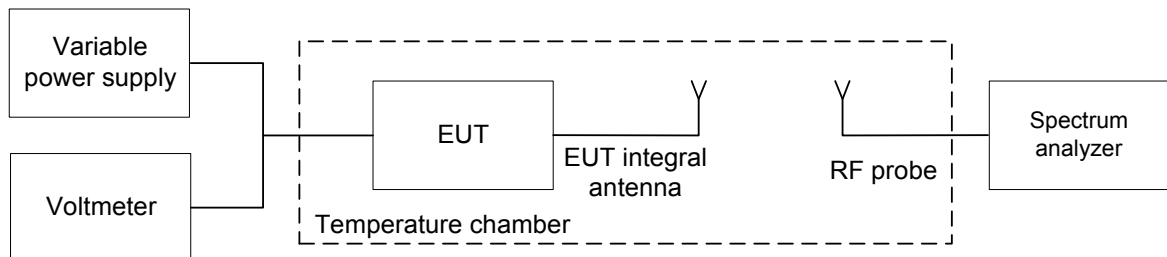 Variable
power supply
Voltmeter
EUT
EUT integral
antenna
RF probe
Temperature chamber
Spectrum
analyzer